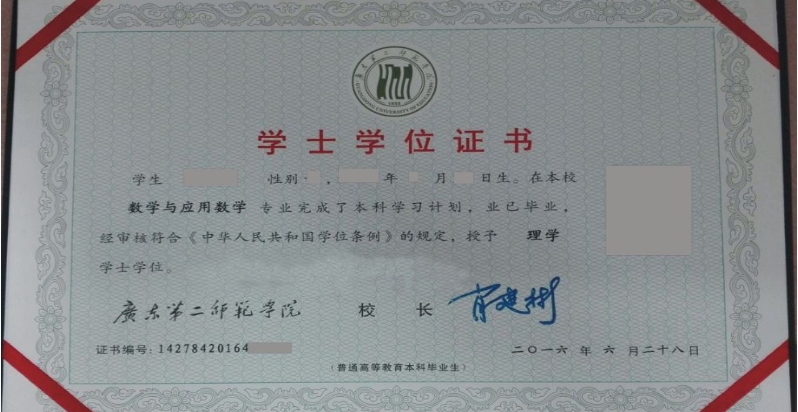 学士学位证书
学生 性别 , 年 月 日生。在本校
数学与应用数学 专业完成了本科学习计划，业已毕业，
经审核符合《中华人民共和国学位条例》的规定，授予 理学
学士学位。
廣东第二师範学院 校 长 肖建彬
证书编号：14278420164 二〇一六 年 六 月二十八日
（普通高等教育本科毕业生）